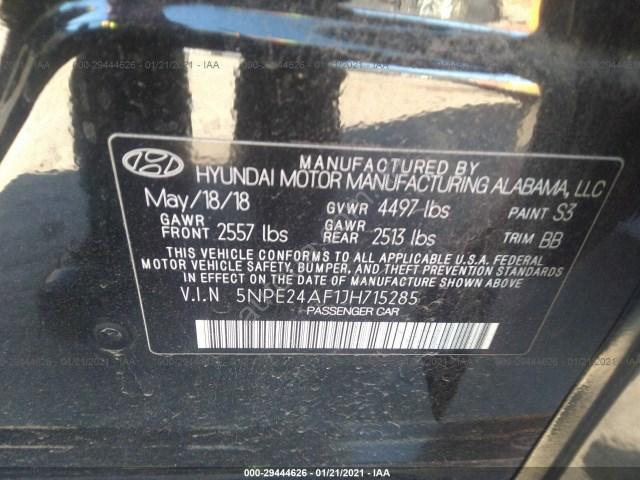 000-29444626 - 01/21/2021 - IAA
MANUFACTURED BY
HYUNDAI MOTOR MANUFACTURING ALABAMA, LLC
May/18/18 GVWR 4497 lbs PAINT S3
GAWR FRONT 2557 lbs GAWR REAR 2513 lbs TRIM BB
THIS VEHICLE CONFORMS TO ALL APPLICABLE U.S.A. FEDERAL
MOTOR VEHICLE SAFETY, BUMPER, AND THEFT PREVENTION STANDARDS
IN EFFECT ON THE DATE OF MANUFACTURE SHOWN ABOVE.
V.I.N 5NPE24AF1JH715285
PASSENGER CAR
000-29444626 - 01/21/2021 - IAA